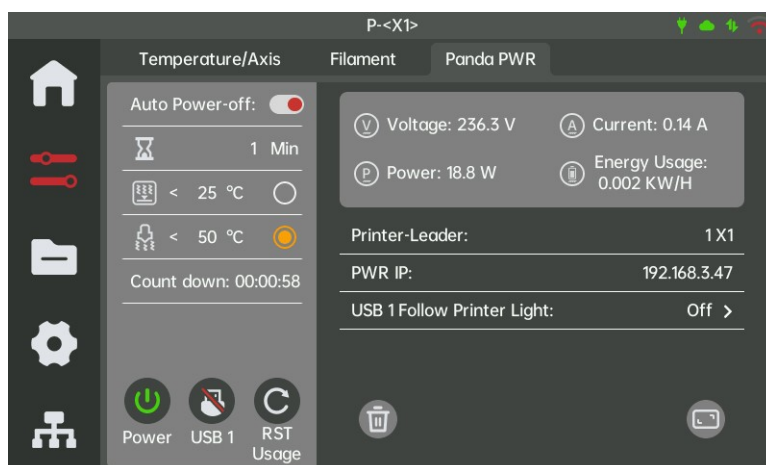 P-<X1>
Temperature/Axis Filament Panda PWR
Auto Power-off:
1 Min
< 25 °C
< 50 °C
Count down: 00:00:58
Power USB 1 RST Usage
V Voltage: 236.3 V A Current: 0.14 A
P Power: 18.8 W Energy Usage: 0.002 KW/H
Printer-Leader: 1 X1
PWR IP: 192.168.3.47
USB 1 Follow Printer Light: Off >